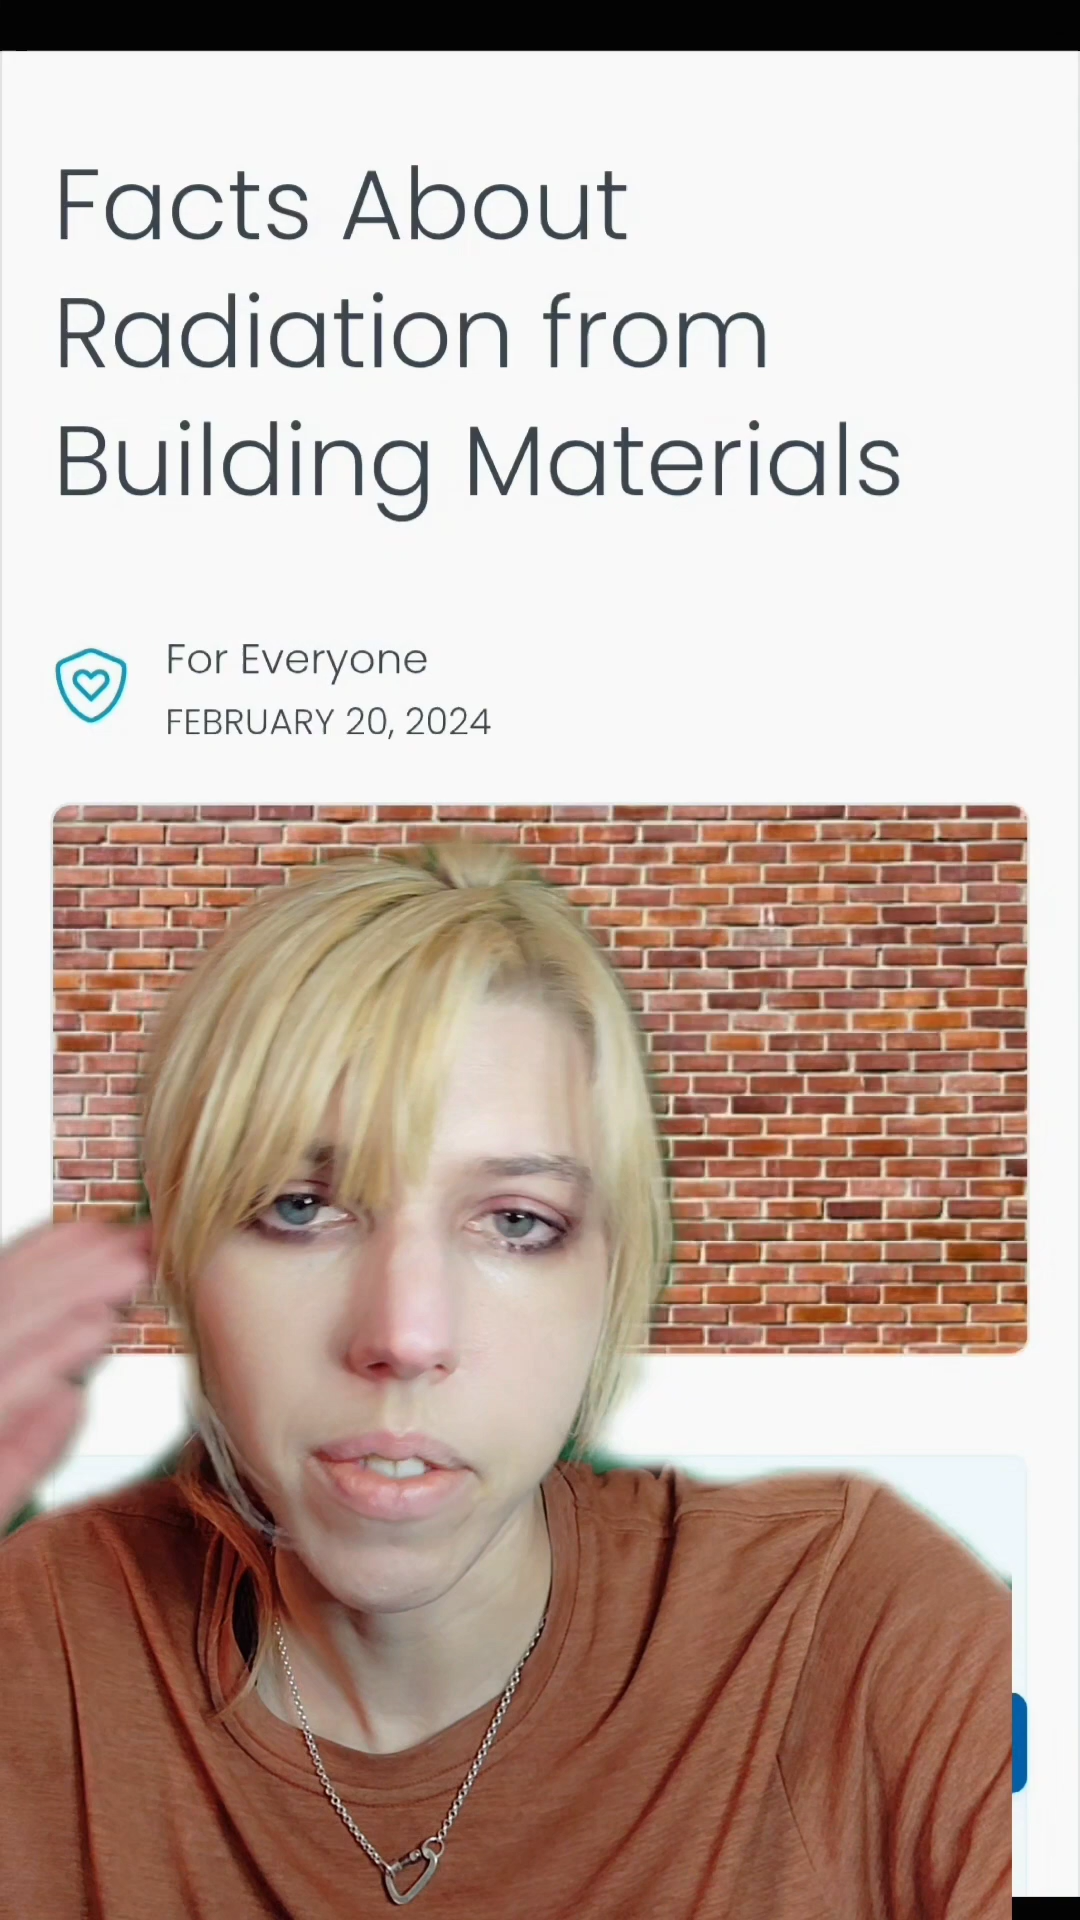 Facts About
Radiation from
Building Materials
For Everyone
FEBRUARY 20, 2024